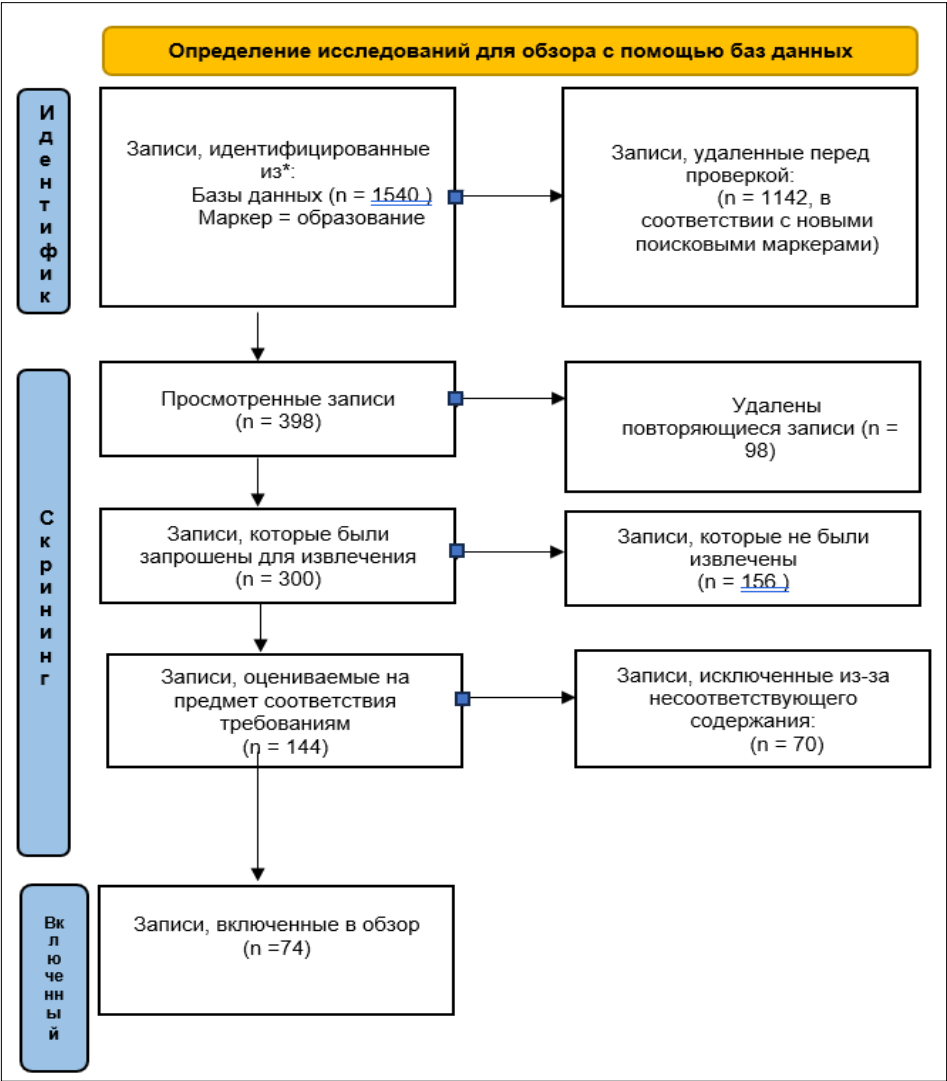 Определение исследований для обзора с помощью баз данных
Идентифик
Записи, идентифицированные
из*:
Базы данных (n = 1540 )
Маркер = образование
Записи, удаленные перед
проверкой:
(n = 1142, в
соответствии с новыми
поисковыми маркерами)
Скрининг
Просмотренные записи
(n = 398)
Удалены
повторяющиеся записи (n =
98)
Записи, которые были
запрошены для извлечения
(n = 300)
Записи, которые не были
извлечены
(n = 156 )
Записи, оцениваемые на
предмет соответствия
требованиям
(n = 144)
Записи, исключенные из-за
несоответствующего
содержания:
(n = 70)
Включенный
Записи, включенные в обзор
(n =74)